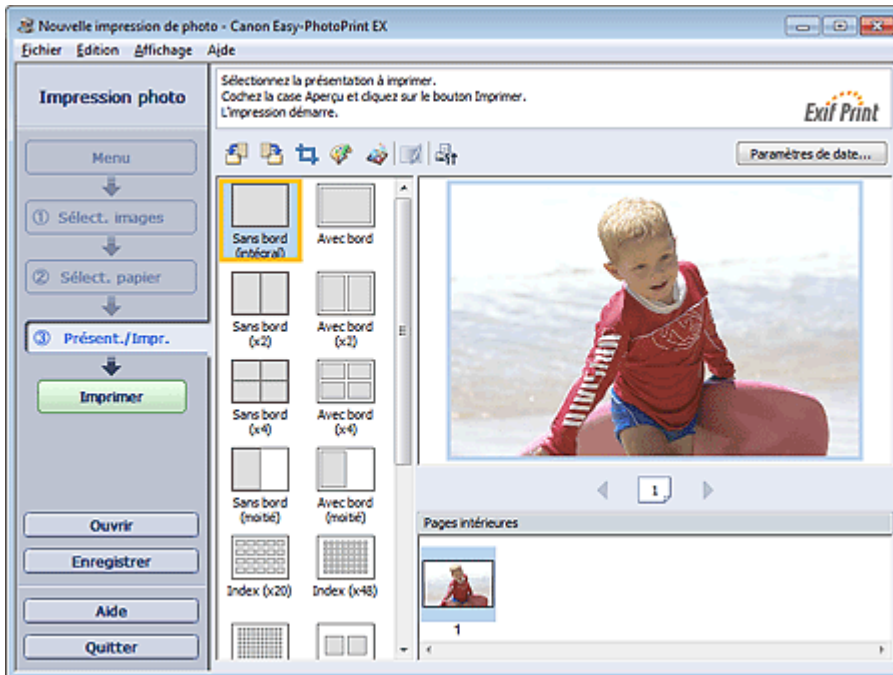 Nouvelle impression de photo - Canon Easy-PhotoPrint EX
Fichier Edition Affichage Aide
Impression photo
Sélectionnez la présentation à imprimer.
Cochez la case Aperçu et cliquez sur le bouton Imprimer.
L'impression démarre.
Exif Print
Menu
① Sélect. images
② Sélect. papier
③ Présent./Impr.
Imprimer
Ouvrir
Enregistrer
Aide
Quitter
Paramètres de date...
Sans bord
(intégral)
Avec bord
Sans bord
(x2)
Avec bord
(x2)
Sans bord
(x4)
Avec bord
(x4)
Sans bord
(moitié)
Avec bord
(moitié)
Index (x20)
Index (x48)
1
Pages intérieures
1